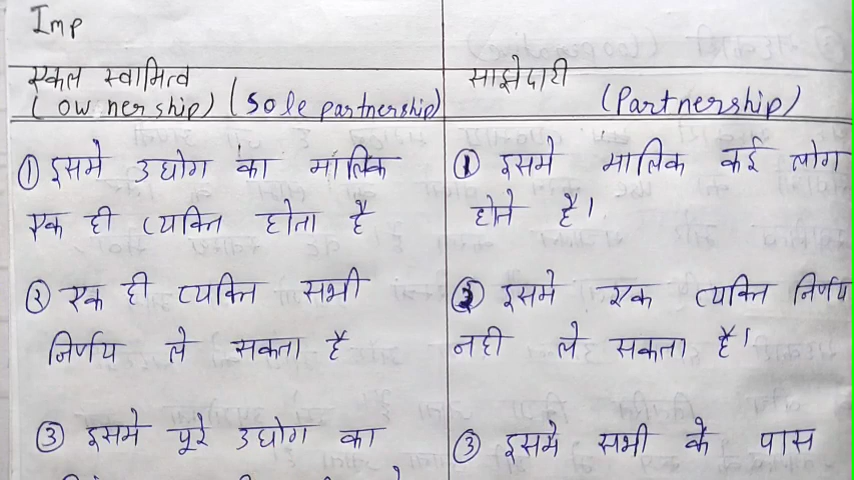 Imp
एकल स्वामित्व
(Ownership) (Sole partnership)
① इसमे उद्योग का मालिक
एक ही व्यक्ति होता है
② एक ही व्यक्ति सभी
निर्णय ले सकता है
③ इसमे पूरे उद्योग का
साझेदारी
(Partnership)
① इसमे मालिक कई लोग
होते है।
② इसमे एक व्यक्ति निर्णय
नही ले सकता है।
③ इसमे सभी के पास